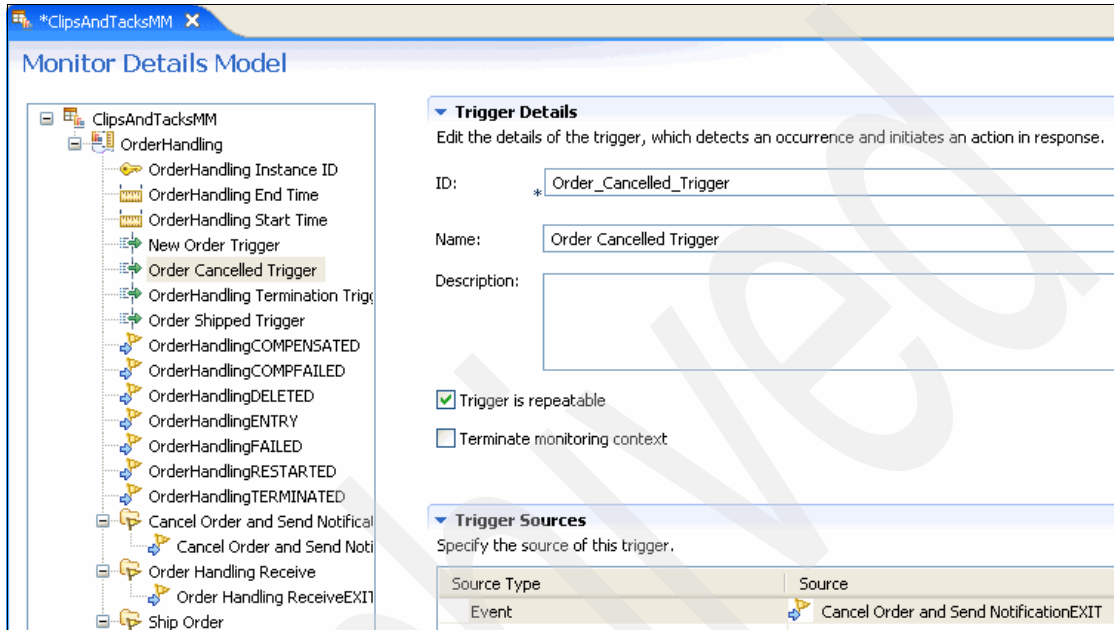 *ClipsAndTacksMM
Monitor Details Model
ClipsAndTacksMM
OrderHandling
OrderHandling Instance ID
OrderHandling End Time
OrderHandling Start Time
New Order Trigger
Order Cancelled Trigger
OrderHandling Termination Trigg
Order Shipped Trigger
OrderHandlingCOMPENSATED
OrderHandlingCOMPFAILED
OrderHandlingDELETED
OrderHandlingENTRY
OrderHandlingFAILED
OrderHandlingRESTARTED
OrderHandlingTERMINATED
Cancel Order and Send Notificat
Cancel Order and Send Noti
Order Handling Receive
Order Handling ReceiveEXIT
Ship Order
Trigger Details
Edit the details of the trigger, which detects an occurrence and initiates an action in response.
ID: * Order_Cancelled_Trigger
Name: Order Cancelled Trigger
Description:
Trigger is repeatable
Terminate monitoring context
Trigger Sources
Specify the source of this trigger.
Source Type Source
Event Cancel Order and Send NotificationEXIT